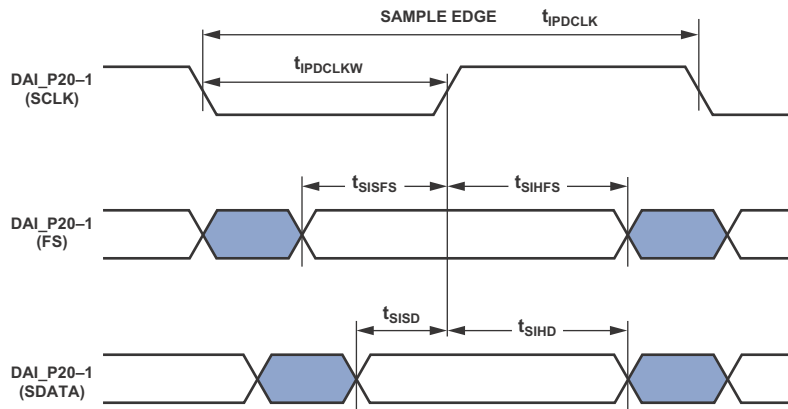 SAMPLE EDGE tIPDCLK
tIPDCLKW
DAI_P20–1
(SCLK)
tSISFS tSIHFS
DAI_P20–1
(FS)
tSISD tSIHD
DAI_P20–1
(SDATA)